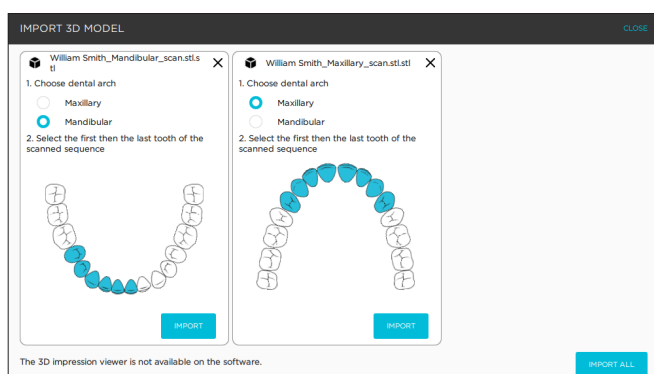 IMPORT 3D MODEL
CLOSE
William Smith_Mandibular_scan.stl.s
tl
1. Choose dental arch
Maxillary
Mandibular
2. Select the first then the last tooth of the
scanned sequence
IMPORT
William Smith_Maxillary_scan.stl.stl
1. Choose dental arch
Maxillary
Mandibular
2. Select the first then the last tooth of the
scanned sequence
IMPORT
The 3D impression viewer is not available on the software.
IMPORT ALL